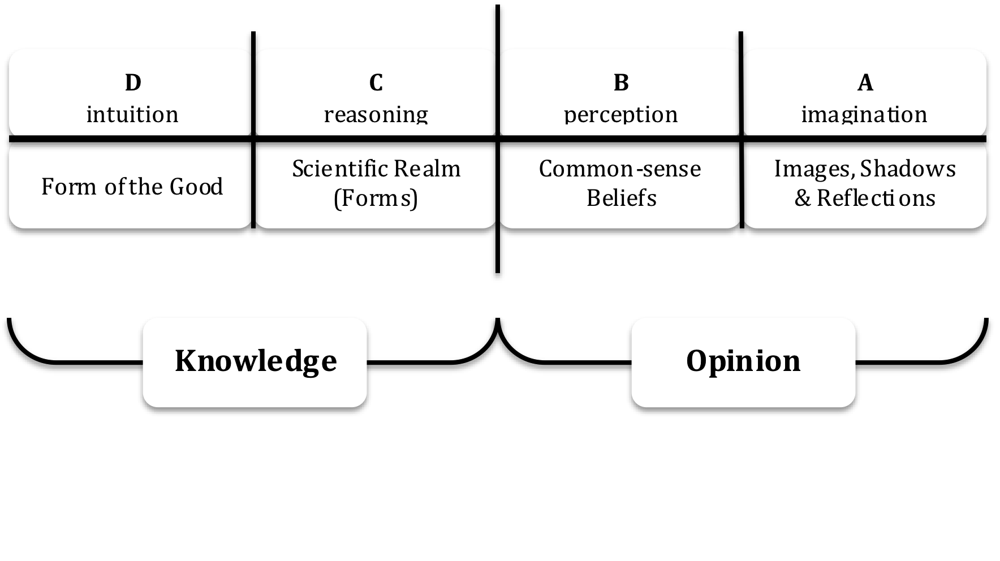 D
intuition
C
reasoning
B
perception
A
imagination
Form of the Good
Scientific Realm
(Forms)
Common-sense
Beliefs
Images, Shadows
& Reflections
Knowledge
Opinion